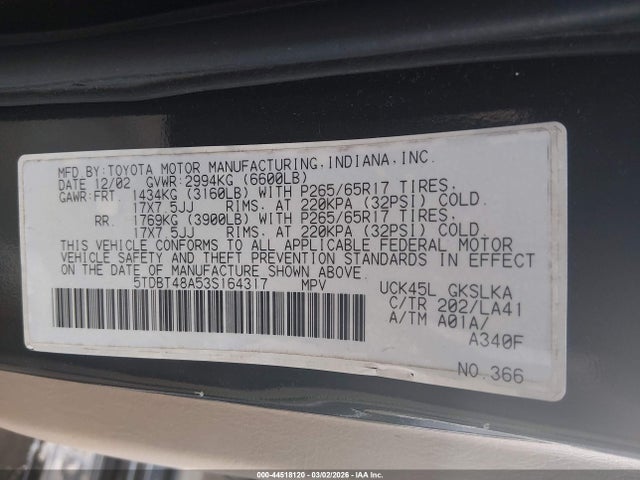 MFD.BY:TOYOTA MOTOR MANUFACTURING,INDIANA,INC.
DATE 12/02 GVWR:2994KG (6600LB)
GAWR:FRT. 1434KG (3160LB) WITH P265/65R17 TIRES,
17X7.5JJ RIMS. AT 220KPA (32PSI) COLD.
RR. 1769KG (3900LB) WITH P265/65R17 TIRES,
17X7.5JJ RIMS. AT 220KPA (32PSI) COLD.
THIS VEHICLE CONFORMS TO ALL APPLICABLE FEDERAL MOTOR
VEHICLE SAFETY AND THEFT PREVENTION STANDARDS IN EFFECT
ON THE DATE OF MANUFACTURE SHOWN ABOVE.
5TDBT48A53S164317 MPV
UCK45L GKSLKA
C/TR 202/LA41
A/TM A01A/
A340F
NO.366
000-44518120 - 03/02/2026 - IAA Inc.